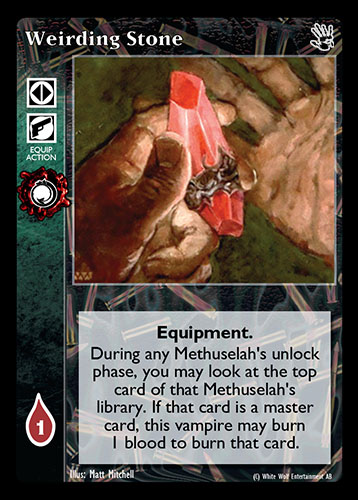 Weirding Stone
EQUIP
ACTION
Equipment.
During any Methuselah's unlock
phase, you may look at the top
card of that Methuselah's
library. If that card is a master
card, this vampire may burn
1 blood to burn that card.
1
Illus: Matt Mitchell
(C) White Wolf Entertainment AB